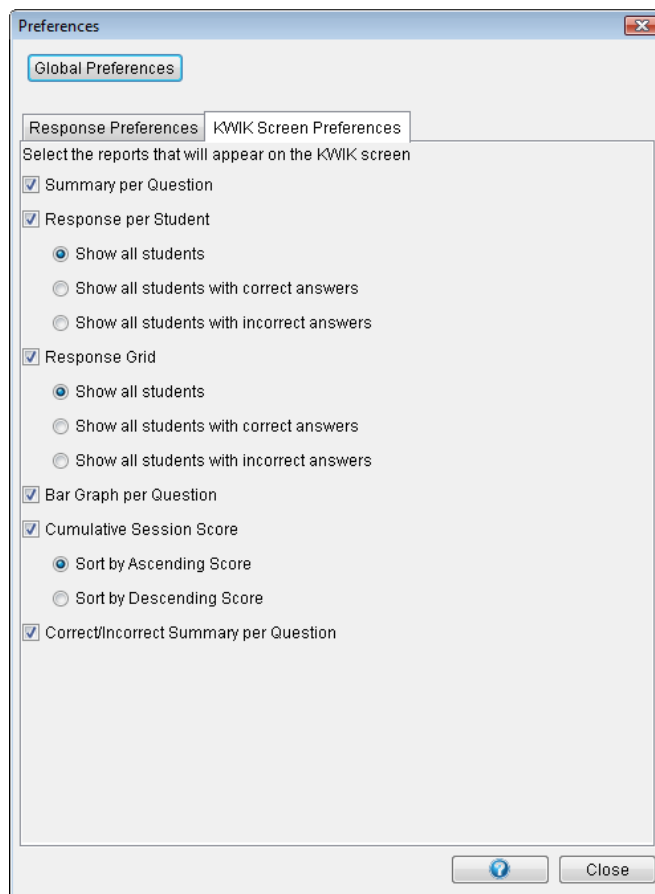 Preferences
Global Preferences
Response Preferences KWIK Screen Preferences
Select the reports that will appear on the KWIK screen
Summary per Question
Response per Student
Show all students
Show all students with correct answers
Show all students with incorrect answers
Response Grid
Show all students
Show all students with correct answers
Show all students with incorrect answers
Bar Graph per Question
Cumulative Session Score
Sort by Ascending Score
Sort by Descending Score
Correct/Incorrect Summary per Question
? Close